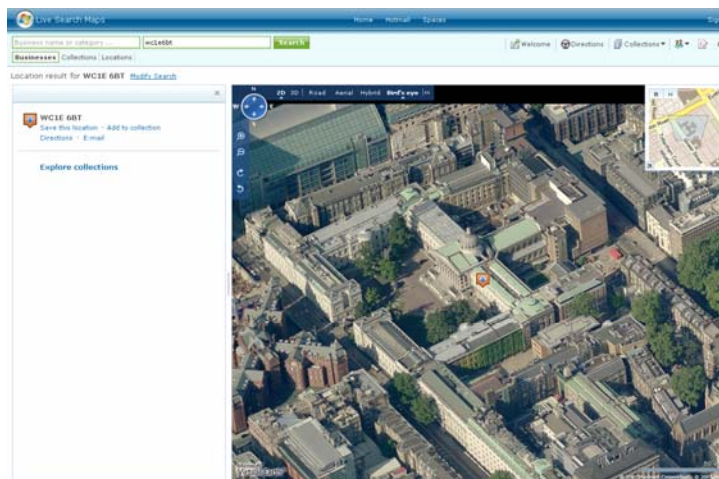 Live Search Maps
Home Hotmail Spaces
Business name or category ... wc1e6bt Search
Welcome Directions Collections
Businesses Collections Locations
Location result for WC1E 6BT Modify Search
2D 3D Road Aerial Hybrid Bird's eye
N
W E
WC1E 6BT
Save this location · Add to collection
Directions · E-mail
Explore collections
Virtual Earth